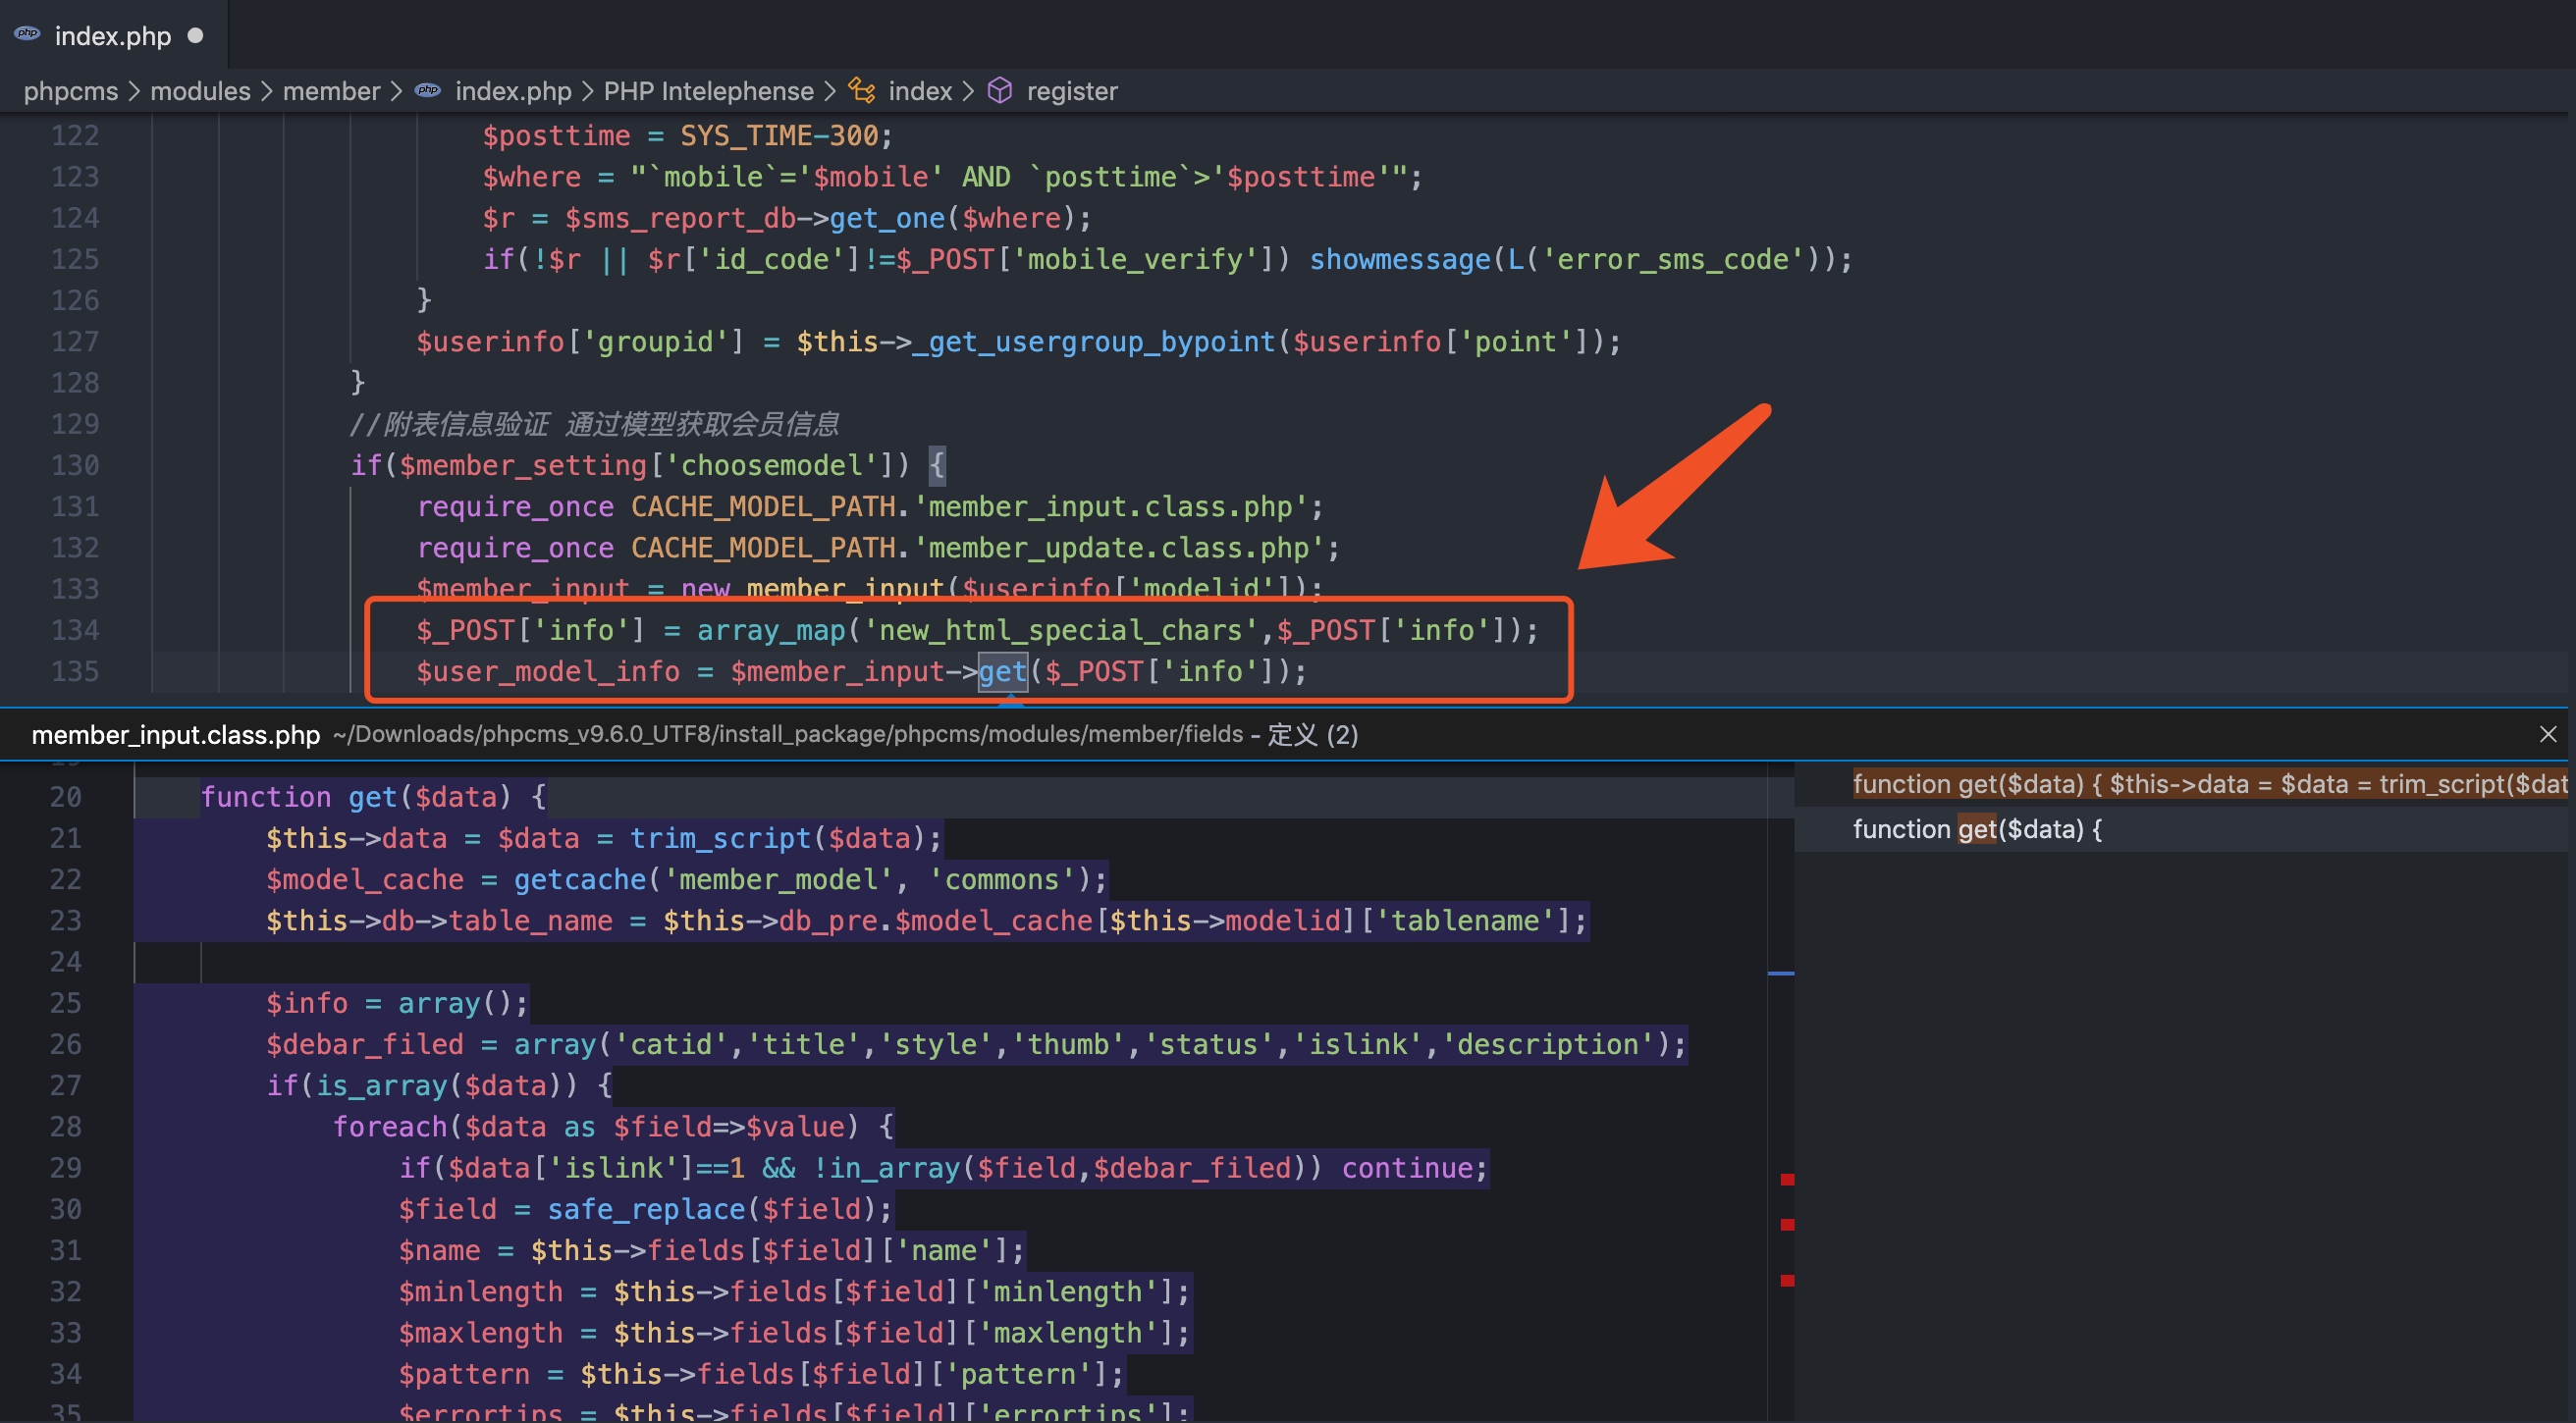 php index.php
phpcms > modules > member > php index.php > PHP Intelephense > index > register
122 $posttime = SYS_TIME-300;
123 $where = "`mobile`='$mobile' AND `posttime`>'$posttime'";
124 $r = $sms_report_db->get_one($where);
125 if(!$r || $r['id_code']!=$_POST['mobile_verify']) showmessage(L('error_sms_code'));
126 }
127 $userinfo['groupid'] = $this->_get_usergroup_bypoint($userinfo['point']);
128 }
129 //附表信息验证 通过模型获取会员信息
130 if($member_setting['choosemodel']) {
131 require_once CACHE_MODEL_PATH.'member_input.class.php';
132 require_once CACHE_MODEL_PATH.'member_update.class.php';
133 $member_input = new member_input($userinfo['modelid']);
134 $_POST['info'] = array_map('new_html_special_chars',$_POST['info']);
135 $user_model_info = $member_input->get($_POST['info']);
member_input.class.php ~/Downloads/phpcms_v9.6.0_UTF8/install_package/phpcms/modules/member/fields - 定义 (2)
20 function get($data) {
21 $this->data = $data = trim_script($data);
22 $model_cache = getcache('member_model', 'commons');
23 $this->db->table_name = $this->db_pre.$model_cache[$this->modelid]['tablename'];
24
25 $info = array();
26 $debar_filed = array('catid','title','style','thumb','status','islink','description');
27 if(is_array($data)) {
28 foreach($data as $field=>$value) {
29 if($data['islink']==1 && !in_array($field,$debar_filed)) continue;
30 $field = safe_replace($field);
31 $name = $this->fields[$field]['name'];
32 $minlength = $this->fields[$field]['minlength'];
33 $maxlength = $this->fields[$field]['maxlength'];
34 $pattern = $this->fields[$field]['pattern'];
35 $errortips = $this->fields[$field]['errortips'];
function get($data) { $this->data = $data = trim_script($dat
function get($data) {